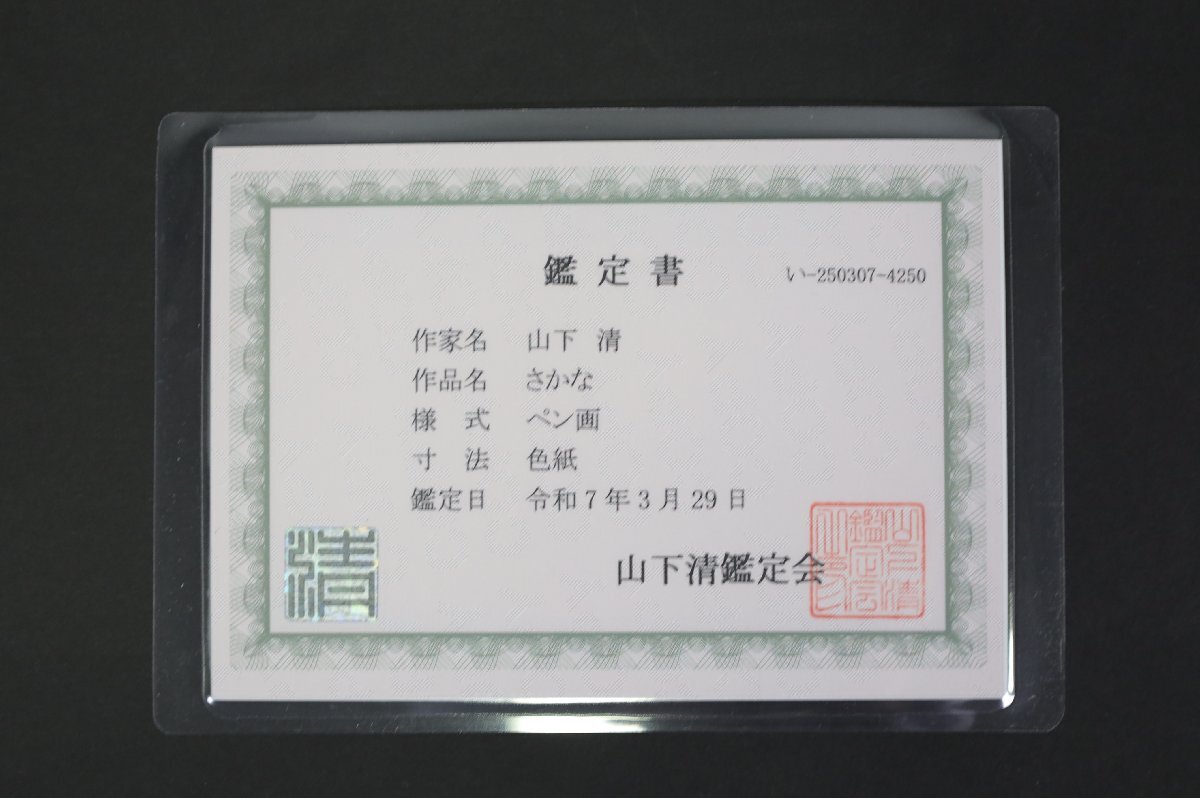 鑑定書
い-250307-4250
作家名 山下 清
作品名 さかな
様 式 ペン画
寸 法 色紙
鑑定日 令和7年3月29日
山下清鑑定会
清